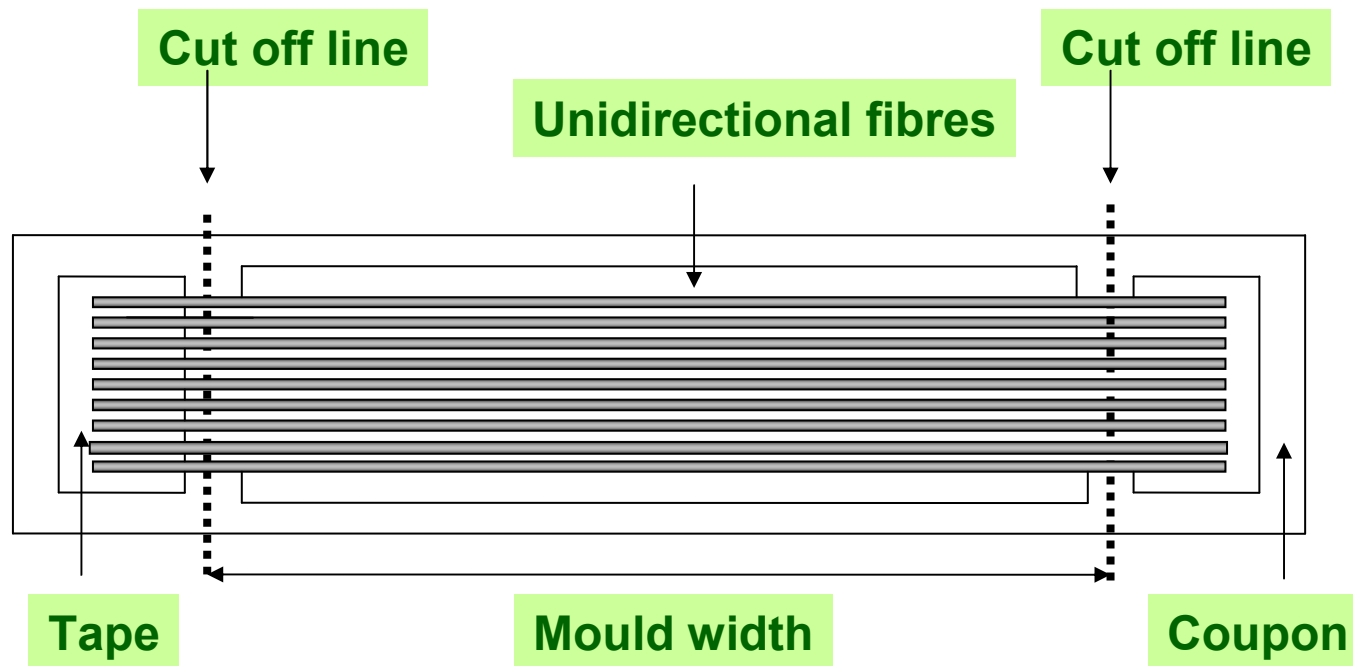 Cut off line
Cut off line
Unidirectional fibres
Tape
Mould width
Coupon